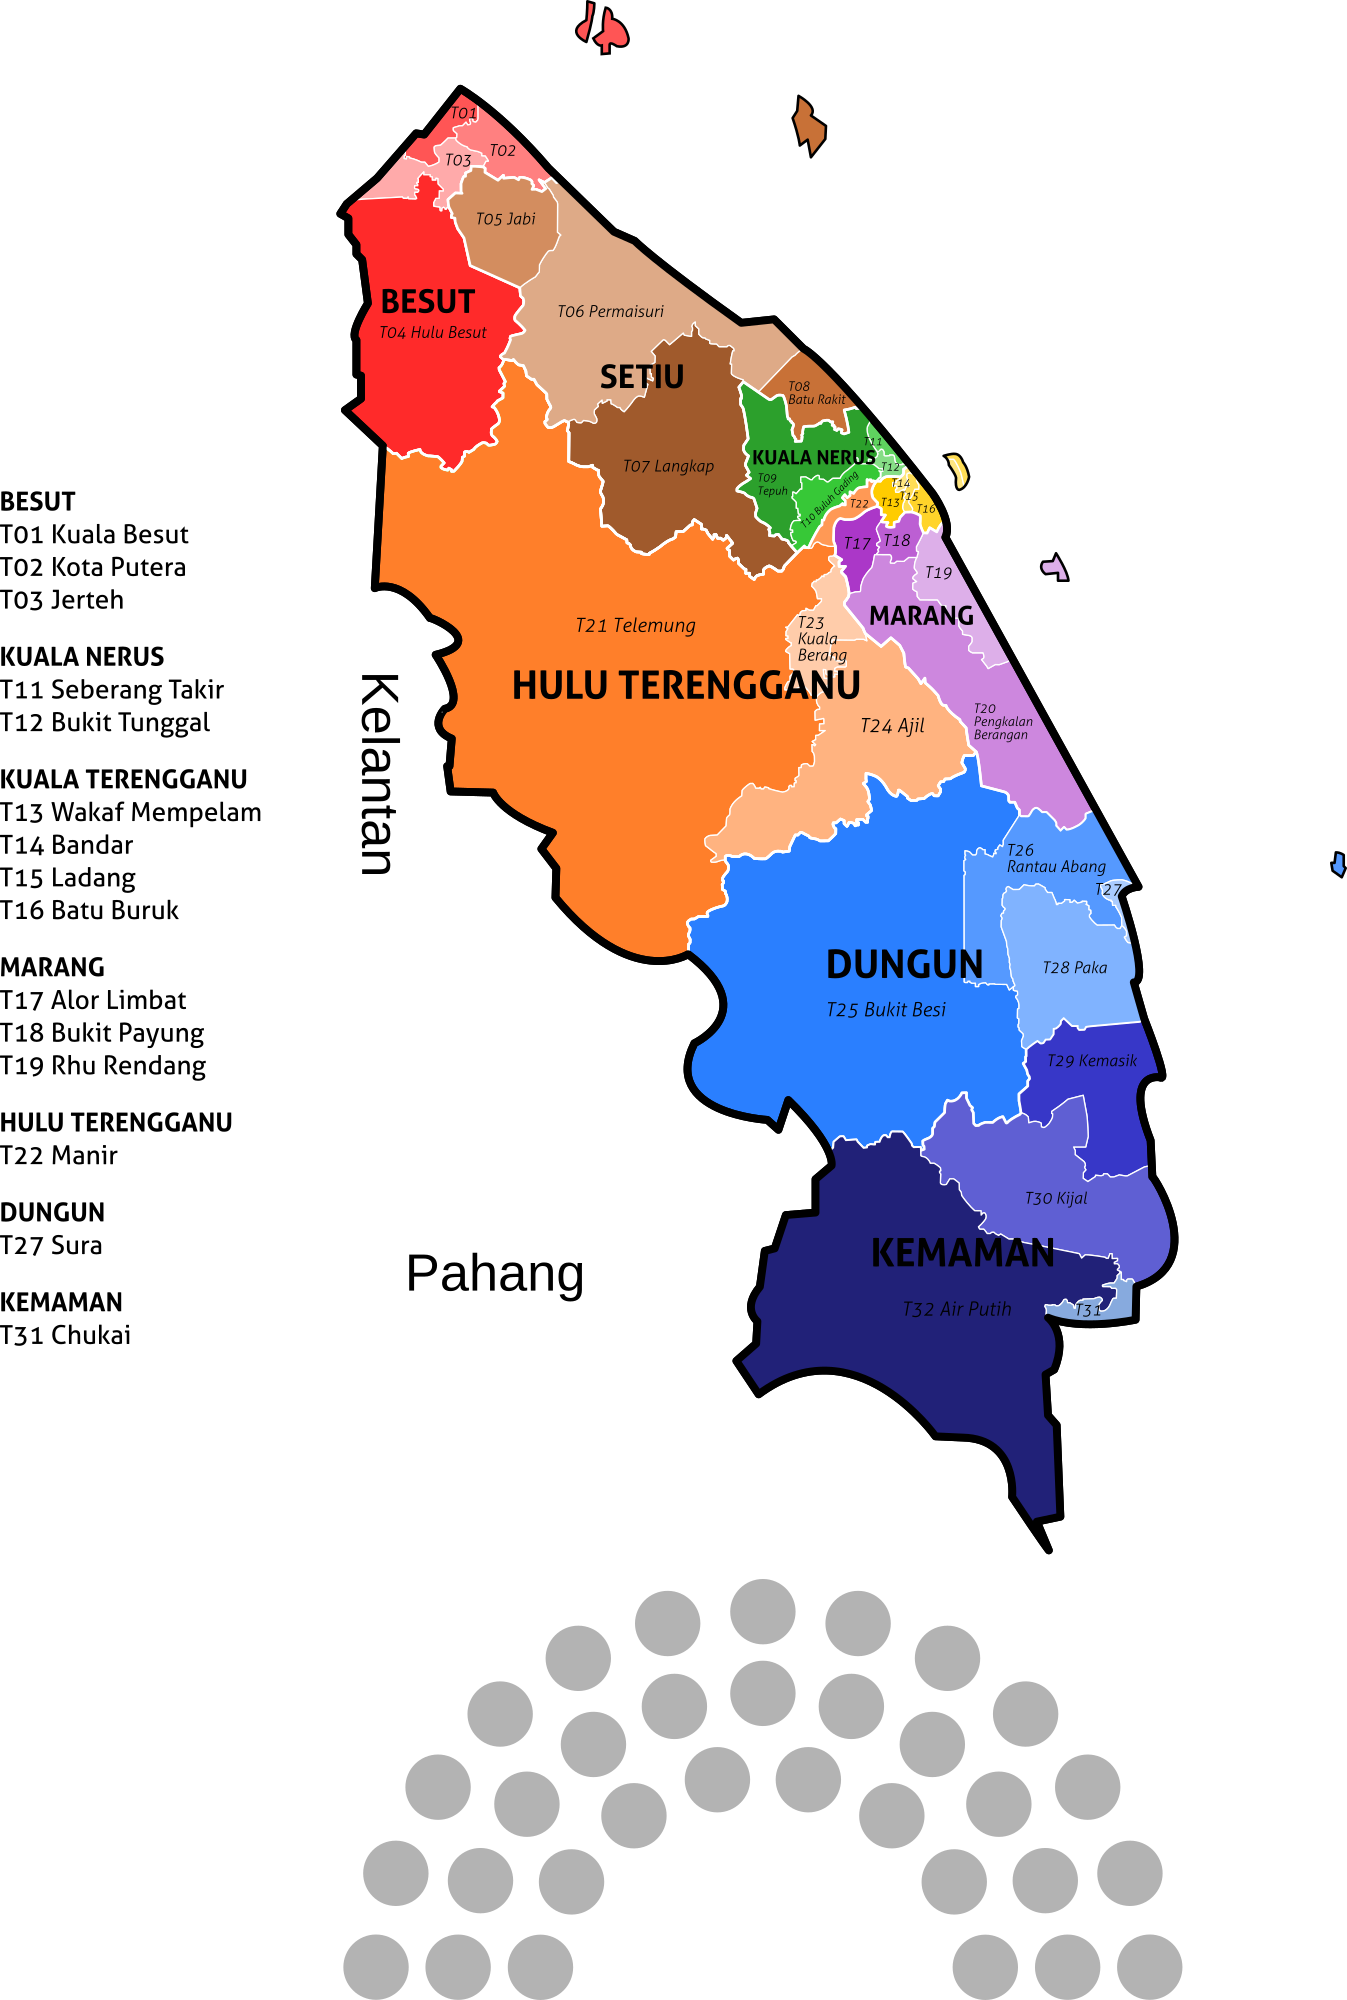 T01
T02
T03
T05 Jabi
BESUT
T04 Hulu Besut
T06 Permaisuri
SETIU
T08
Batu Rakit
T07 Langkap
KUALA NERUS
T09
Tepuh
T10 Buluh Gading
T11
T12
T14
T15
T13
T16
T22
T17
T18
T19
MARANG
T21 Telemung
T23
Kuala
Berang
HULU TERENGGANU
T24 Ajil
T20
Pengkalan
Berangan
T26
Rantau Abang
T27
DUNGUN
T28 Paka
T25 Bukit Besi
T29 Kemasik
T30 Kijal
KEMAMAN
T32 Air Putih
T31
Kelantan
Pahang
BESUT
T01 Kuala Besut
T02 Kota Putera
T03 Jerteh
KUALA NERUS
T11 Seberang Takir
T12 Bukit Tunggal
KUALA TERENGGANU
T13 Wakaf Mempelam
T14 Bandar
T15 Ladang
T16 Batu Buruk
MARANG
T17 Alor Limbat
T18 Bukit Payung
T19 Rhu Rendang
HULU TERENGGANU
T22 Manir
DUNGUN
T27 Sura
KEMAMAN
T31 Chukai